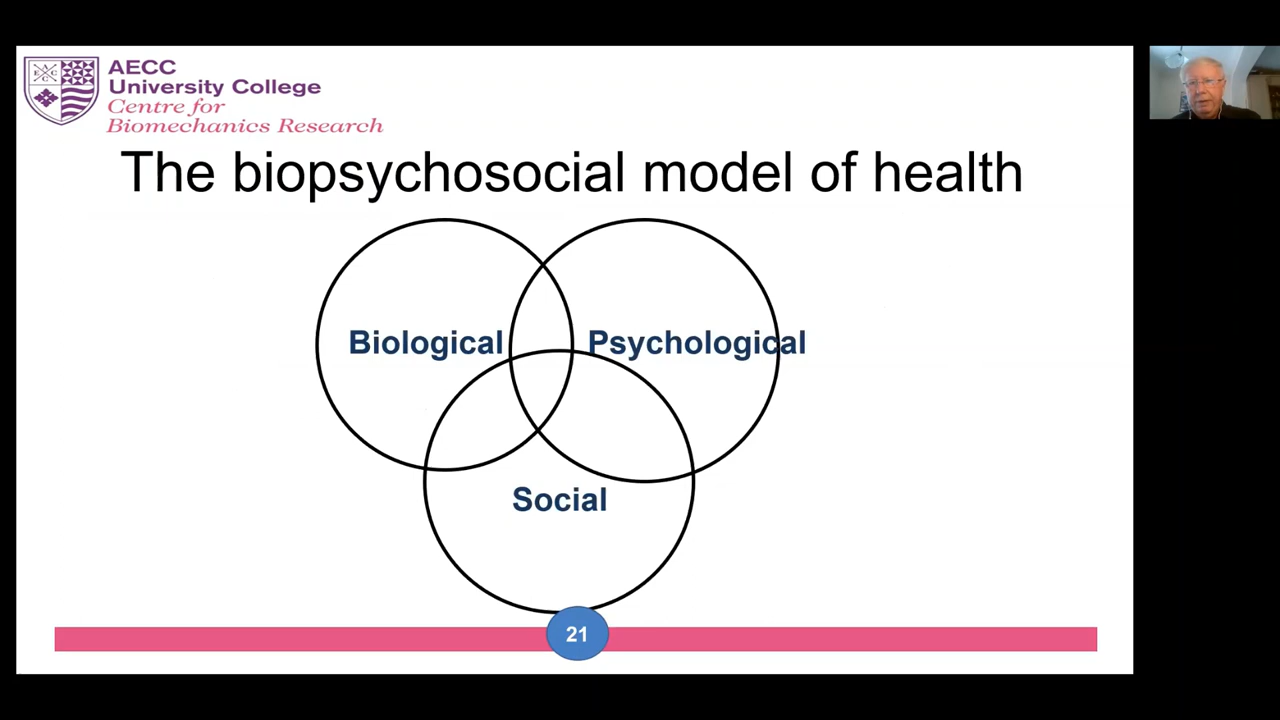 AECC
University College
Centre for
Biomechanics Research
The biopsychosocial model of health
Biological
Psychological
Social
21